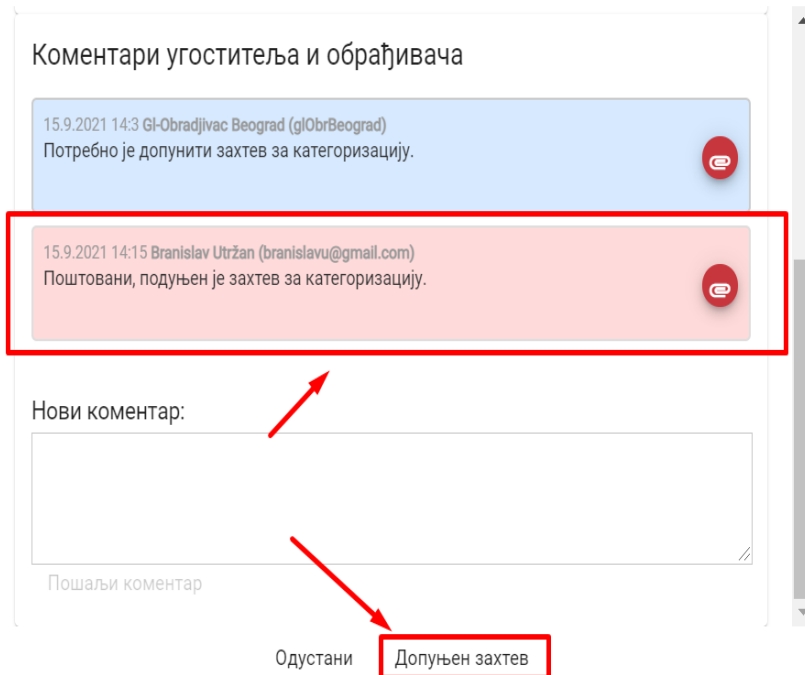 Коментари угоститеља и обрађивача
15.9.2021 14:3 Gl-Obradjivac Beograd (glObrBeograd)
Потребно је допунити захтев за категоризацију.
15.9.2021 14:15 Branislav Utržan (branislavu@gmail.com)
Поштовани, подуњен је захтев за категоризацију.
Нови коментар:
Пошаљи коментар
Одустани Допуњен захтев